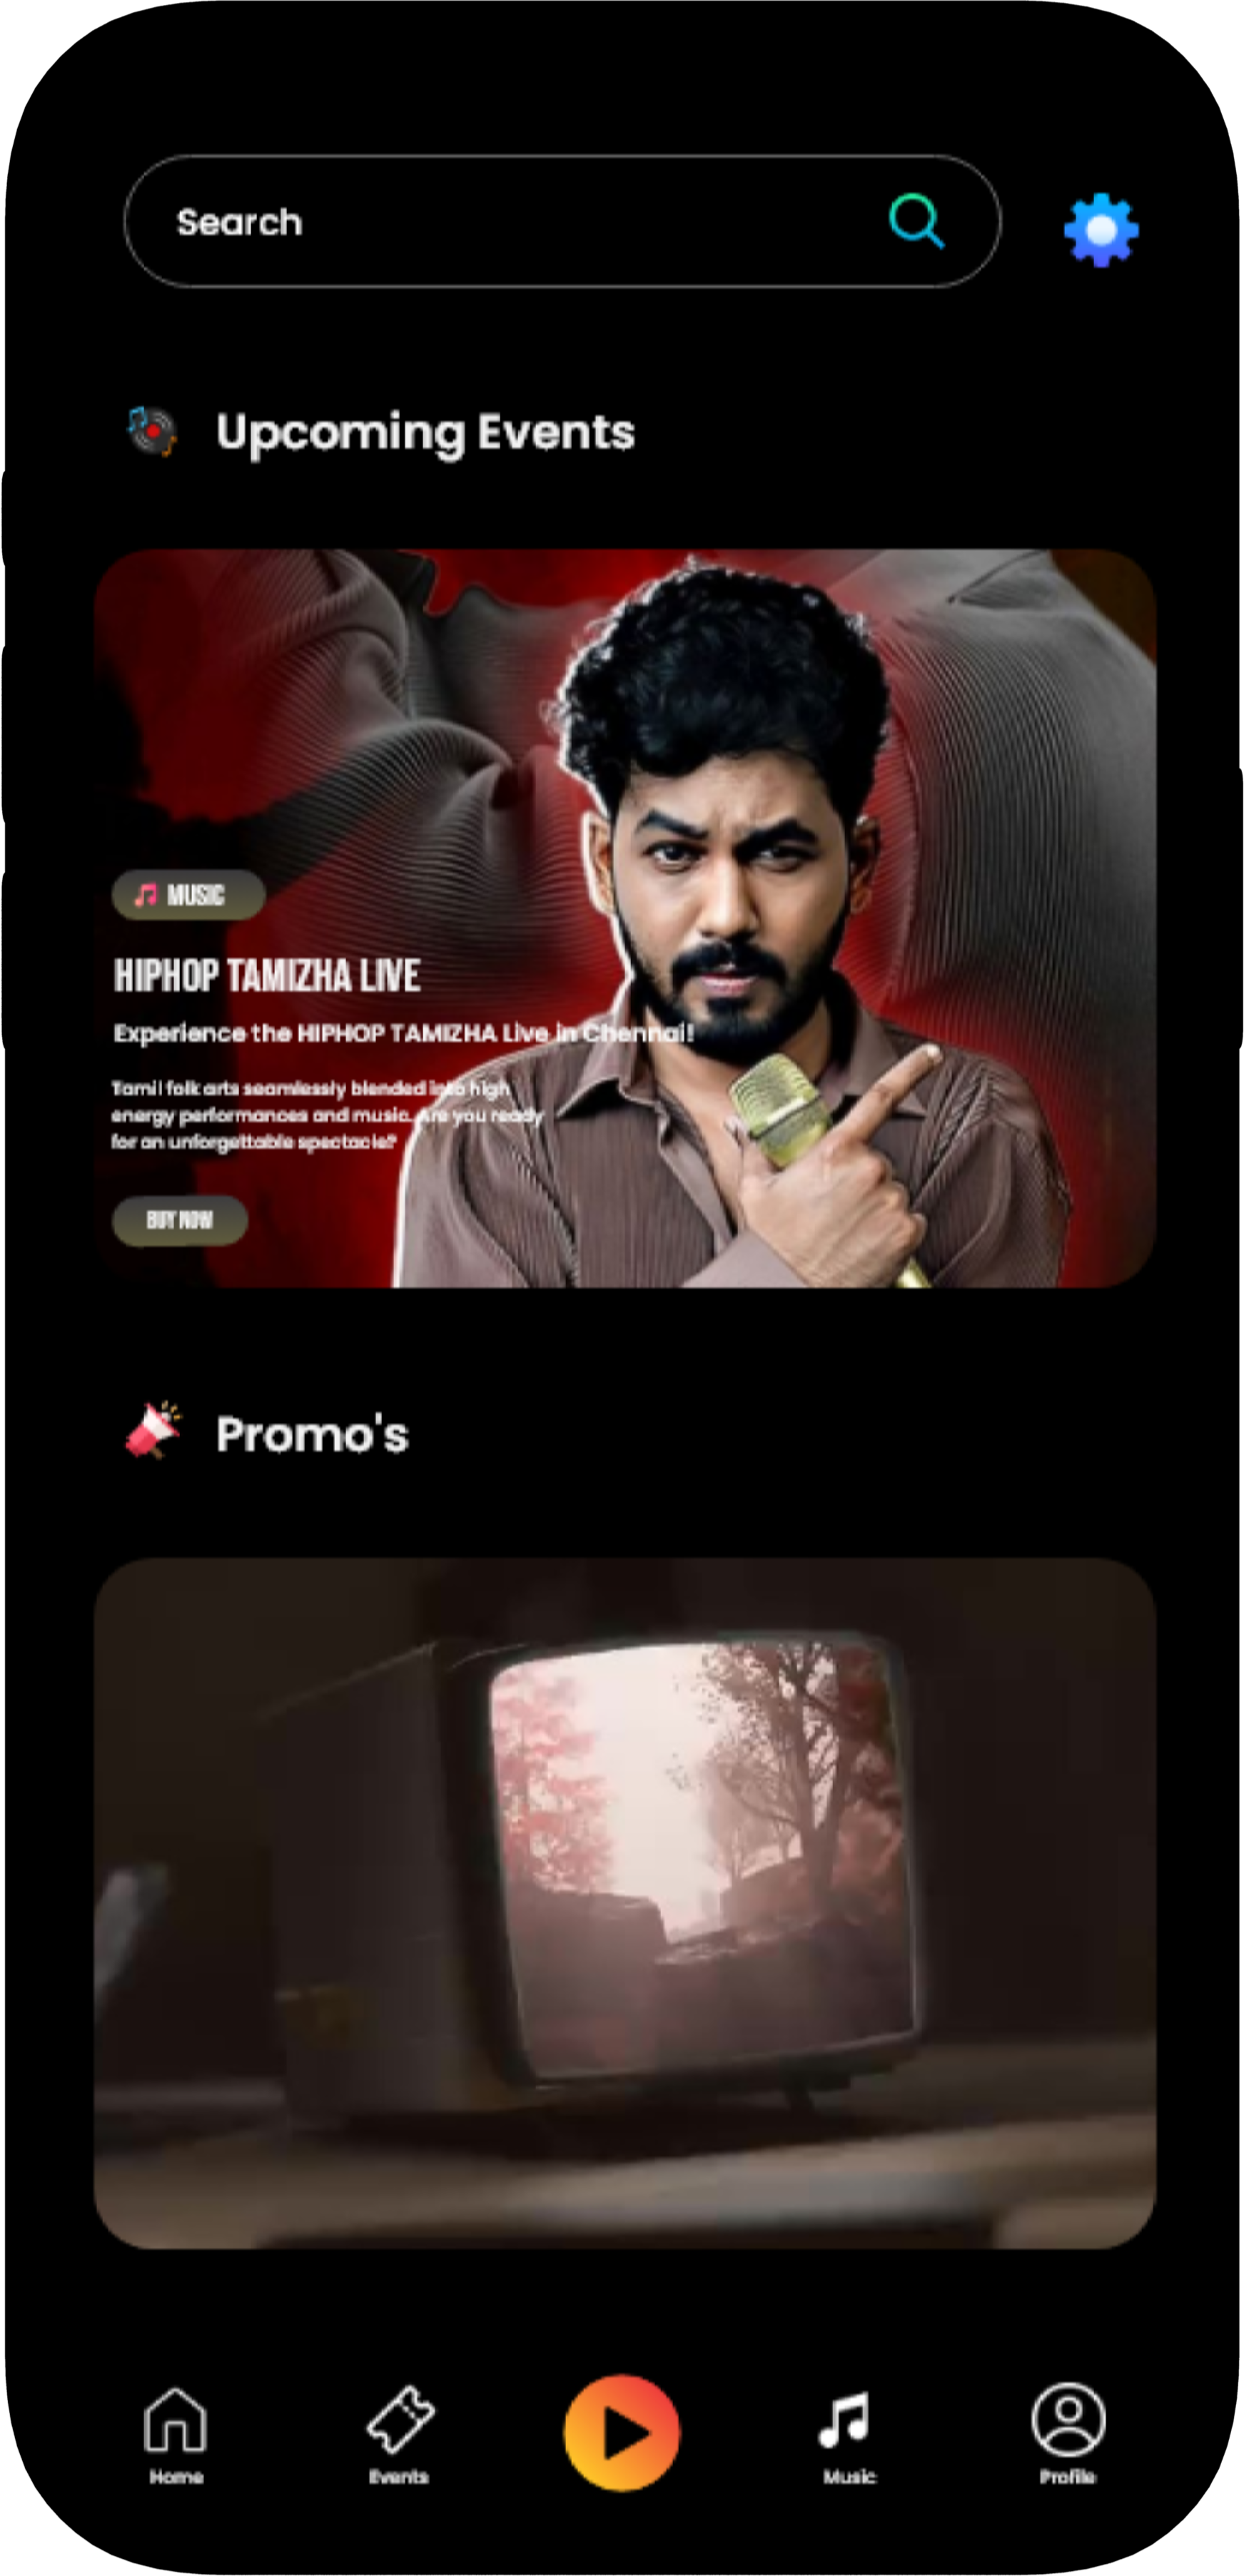 Search
Upcoming Events
MUSIC
HIPHOP TAMIZHA LIVE
Experience the HIPHOP TAMIZHA Live in Chennai!
Tamil folk arts seamlessly blended into high
energy performances and music. Are you ready
for an unforgettable spectacle?
BUY NOW
Promo's
Home
Events
Music
Profile